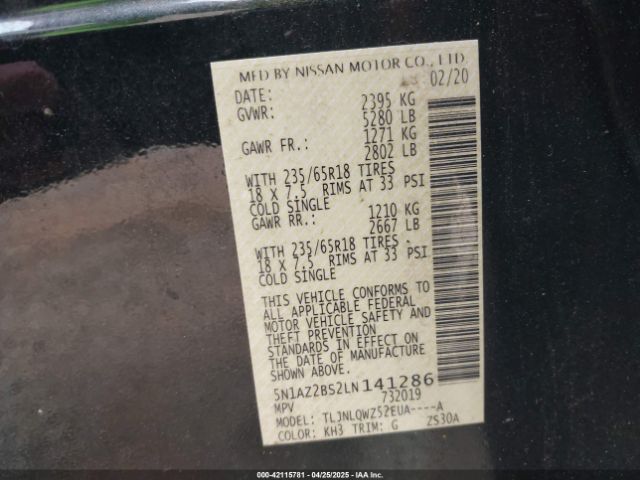 MFD BY NISSAN MOTOR CO., LTD
DATE: 02/20
GVWR: 2395 KG
5280 LB
GAWR FR.: 1271 KG
2802 LB
WITH 235/65R18 TIRES
18 X 7.5 RIMS AT 33 PSI
COLD SINGLE
GAWR RR.: 1210 KG
2667 LB
WITH 235/65R18 TIRES
18 X 7.5 RIMS AT 33 PSI
COLD SINGLE
THIS VEHICLE CONFORMS TO
ALL APPLICABLE FEDERAL
MOTOR VEHICLE SAFETY AND
THEFT PREVENTION
STANDARDS IN EFFECT ON
THE DATE OF MANUFACTURE
SHOWN ABOVE.
5N1AZ2BS2LN141286
MPV 732019
MODEL: TLJNLQWZ52EUA----A
COLOR: KH3 TRIM: G ZS30A
000-42115781 - 04/25/2025 - IAA Inc.